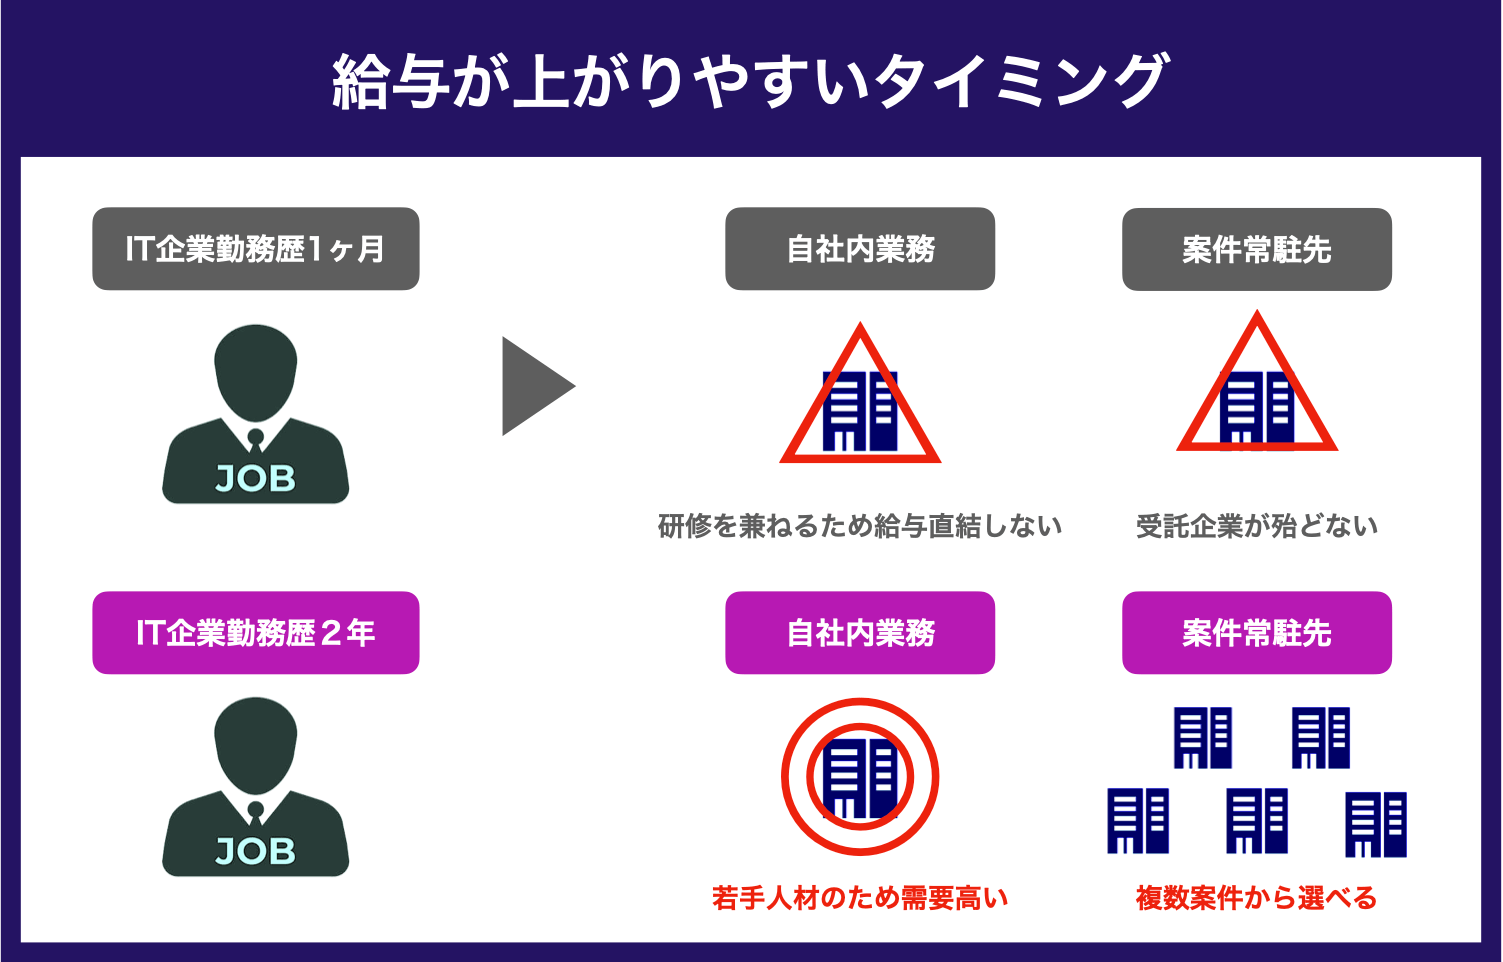 給与が上がりやすいタイミング
IT企業勤務歴1ヶ月
自社内業務
案件常駐先
JOB
研修を兼ねるため給与直結しない
受託企業が殆どない
IT企業勤務歴２年
自社内業務
案件常駐先
JOB
若手人材のため需要高い
複数案件から選べる